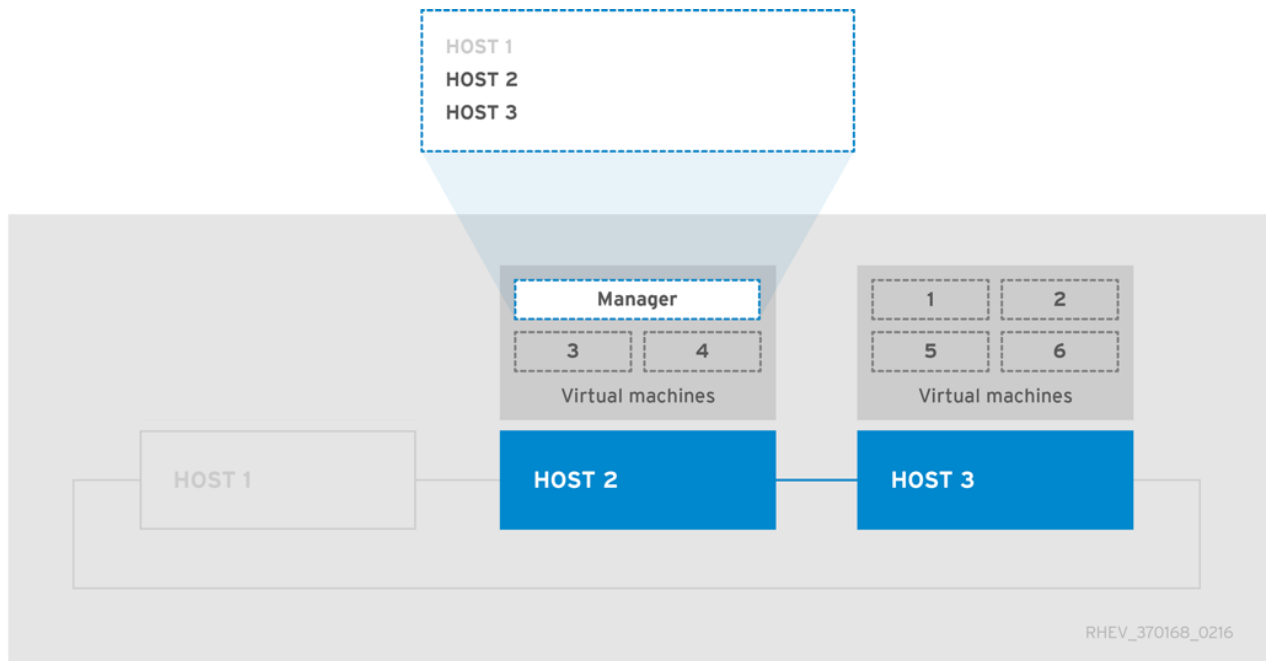 HOST 1
HOST 2
HOST 3
Manager
3 4
Virtual machines
1 2
5 6
Virtual machines
HOST 1
HOST 2
HOST 3
RHEV_370168_0216